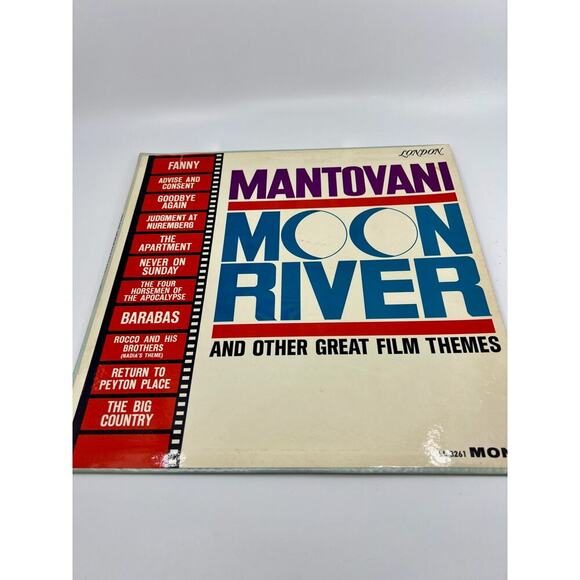 LONDON
MANTOVANI
MOON
RIVER
AND OTHER GREAT FILM THEMES
FANNY
ADVISE AND
CONSENT
GOODBYE
AGAIN
JUDGMENT AT
NUREMBERG
THE
APARTMENT
NEVER ON
SUNDAY
THE FOUR
HORSEMEN OF
THE APOCALYPSE
BARABAS
ROCCO AND HIS
BROTHERS
(NADIA'S THEME)
RETURN TO
PEYTON PLACE
THE BIG
COUNTRY
3261 MON